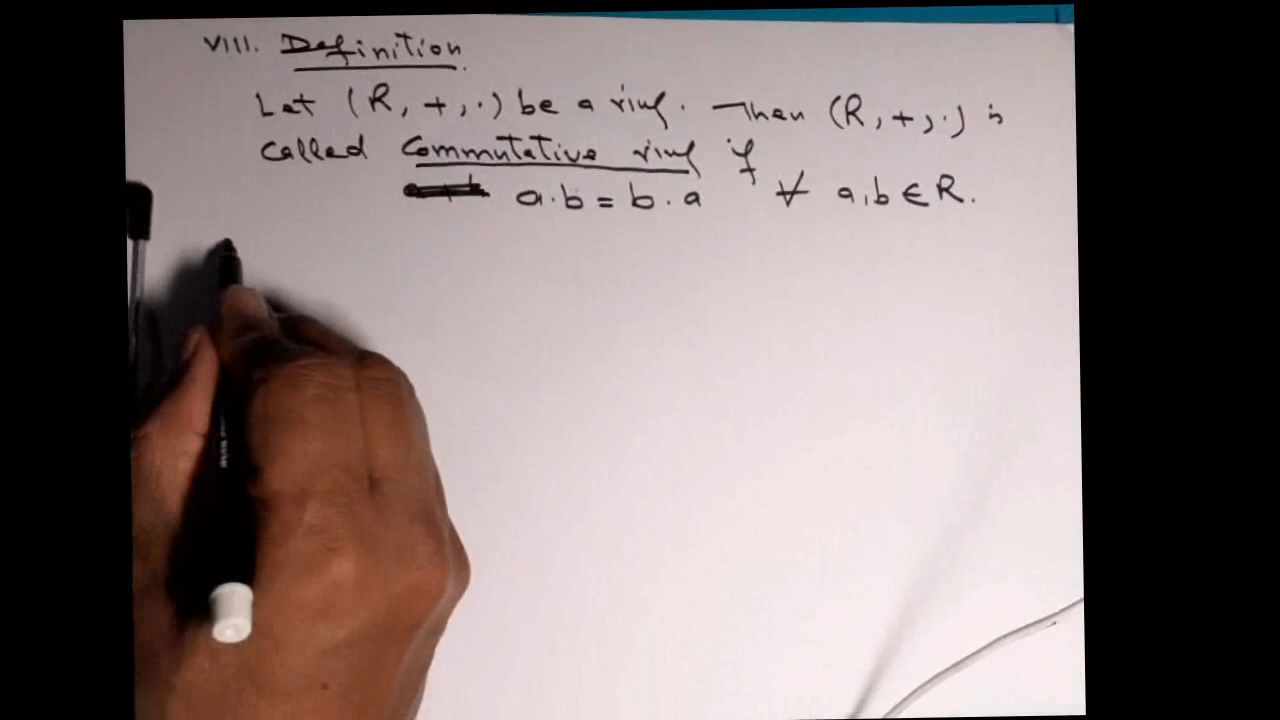 VIII. Definition
Let (R, +, ·) be a ring. Then (R, +, ·) is
called Commutative ring if
a·b = b·a ∀ a, b ∈ R.